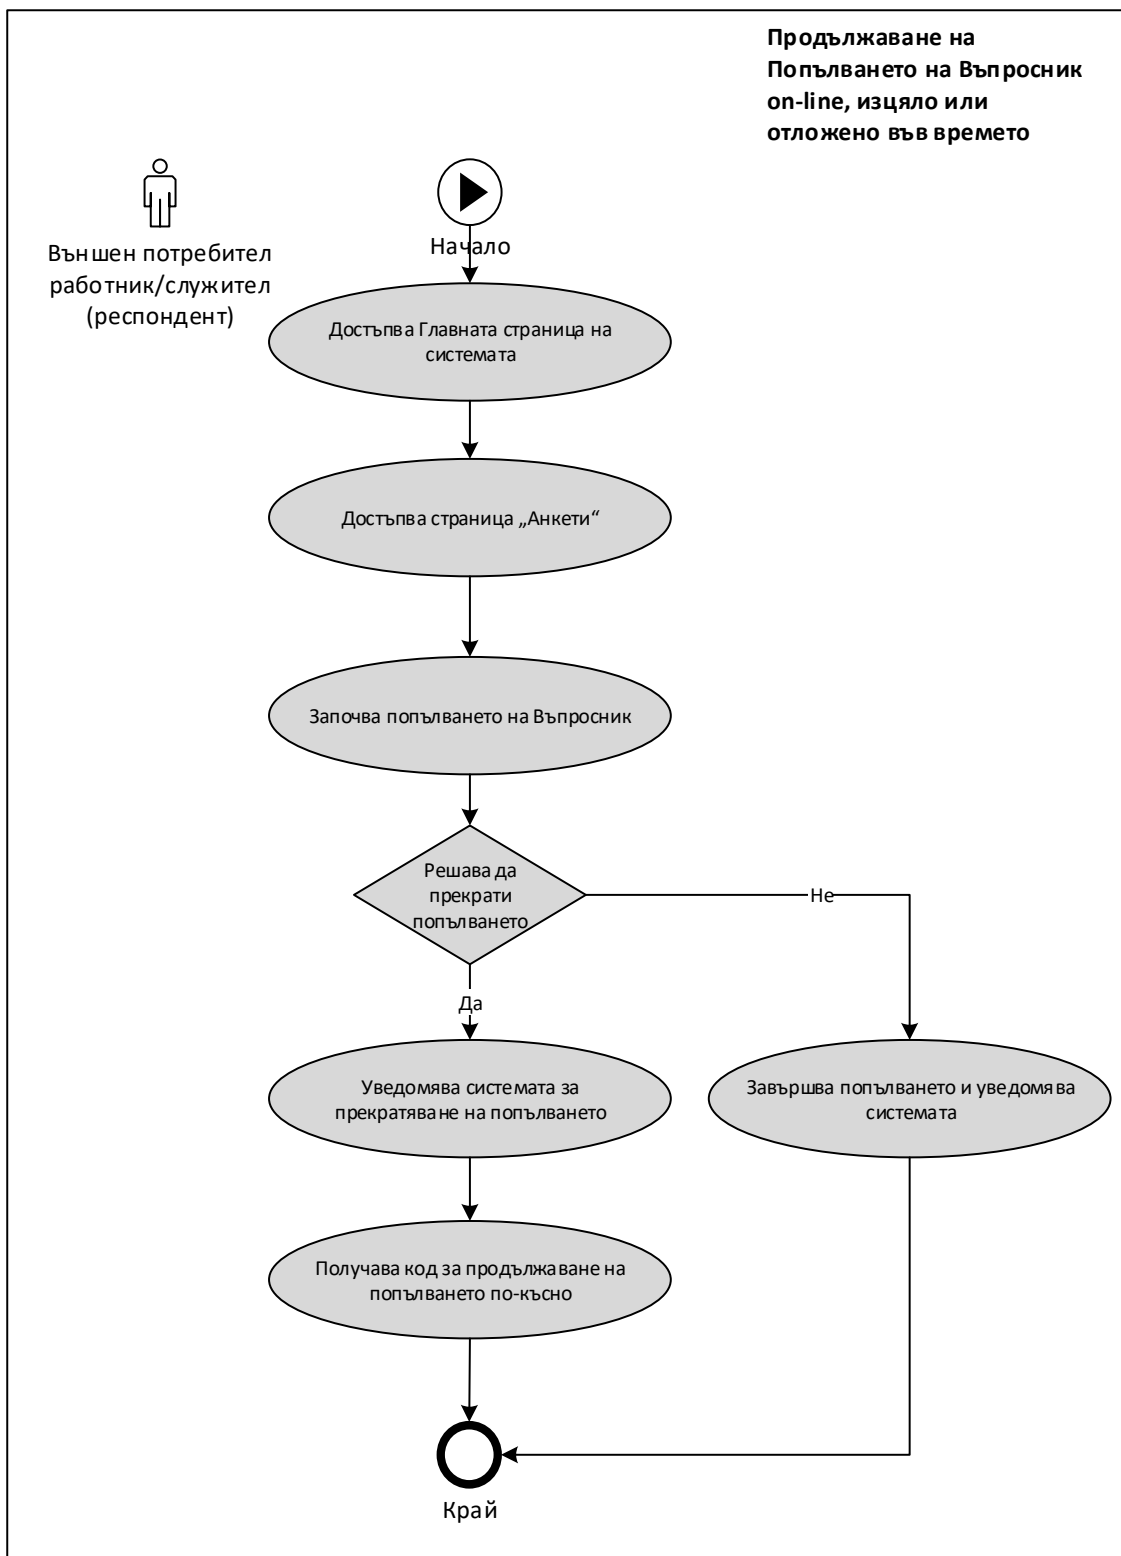 Продължаване на
Попълването на Въпросник
on-line, изцяло или
отложено във времето
Външен потребител
работник/служител
(респондент)
Начало
Достъпва Главната страница на
системата
Достъпва страница „Анкети“
Започва попълването на Въпросник
Решава да
прекрати
попълването
Не
Да
Уведомява системата за
прекратяване на попълването
Завършва попълването и уведомява
системата
Получава код за продължаване на
попълването по-късно
Край